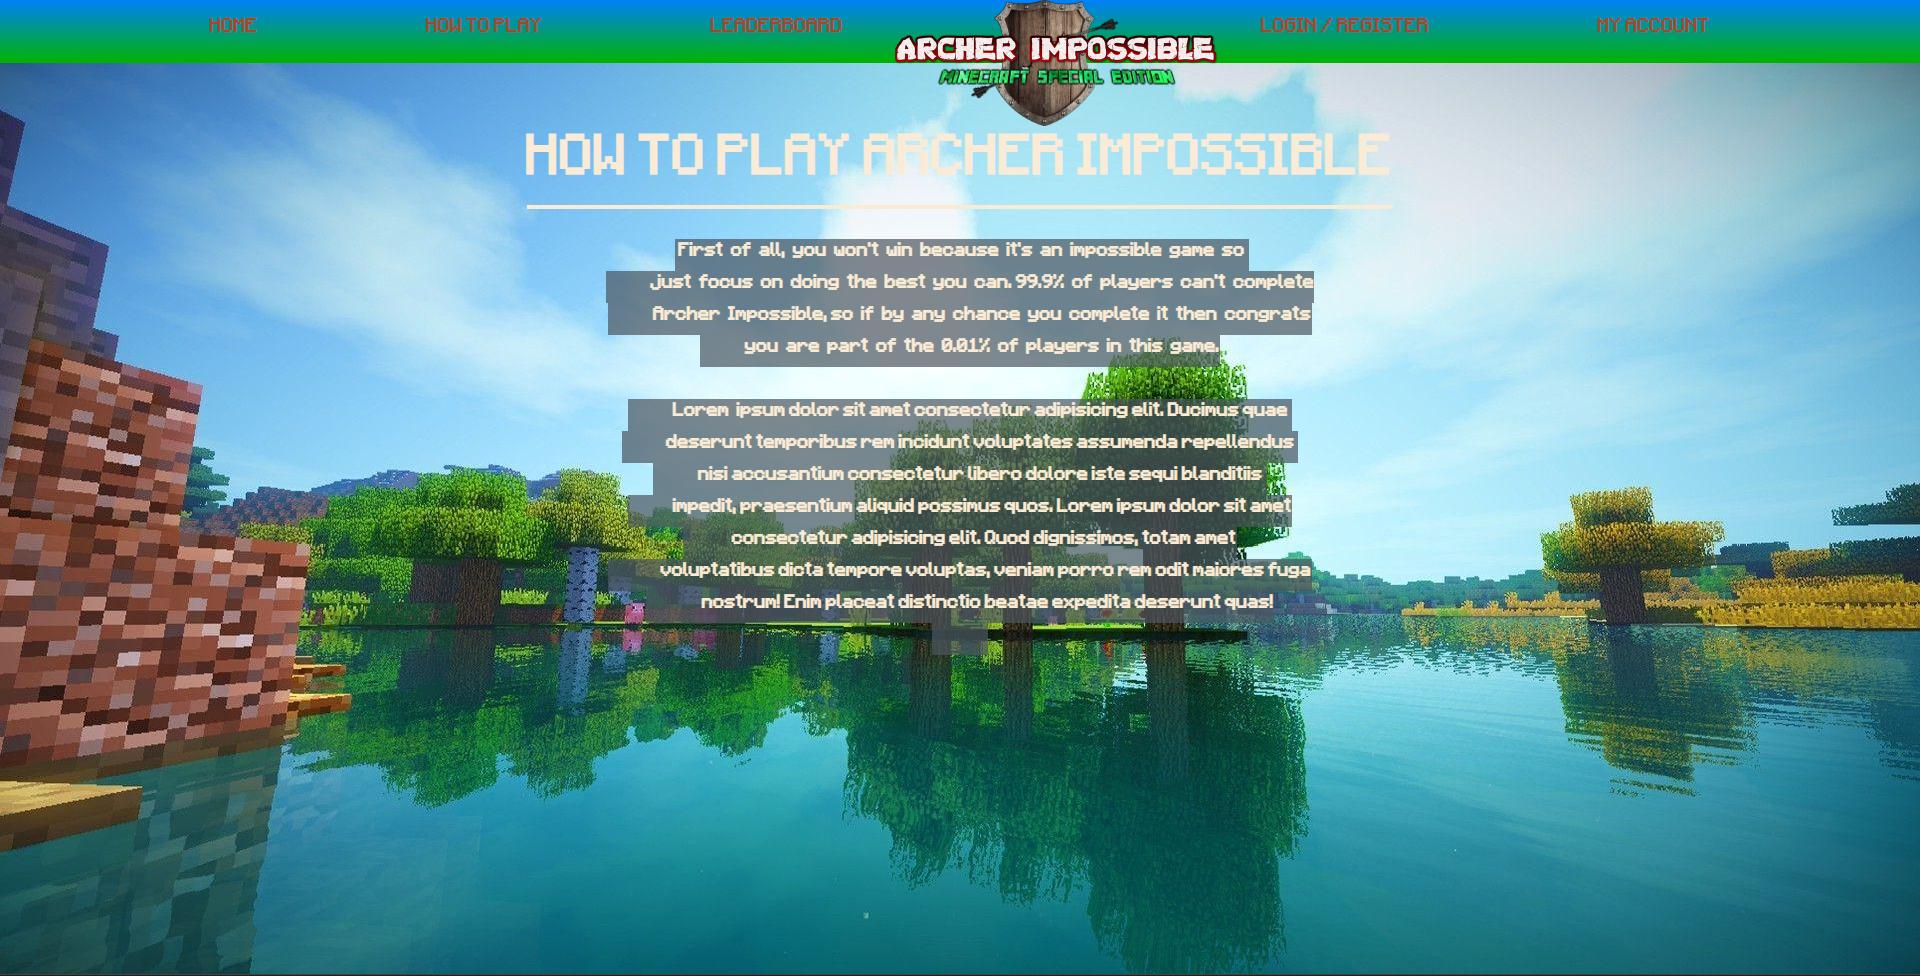 HOME
HOW TO PLAY
LEADERBOARD
ARCHER IMPOSSIBLE
MINECRAFT SPECIAL EDITION
LOGIN / REGISTER
MY ACCOUNT
HOW TO PLAY ARCHER IMPOSSIBLE
First of all, you won't win because it's an impossible game so
just focus on doing the best you can. 99.9% of players can't complete
Archer Impossible, so if by any chance you complete it then congrats
you are part of the 0.01% of players in this game.
Lorem ipsum dolor sit amet consectetur adipisicing elit. Ducimus quae
deserunt temporibus rem incidunt voluptates assumenda repellendus
nisi accusantium consectetur libero dolore iste sequi blanditiis
impedit, praesentium aliquid possimus quos. Lorem ipsum dolor sit amet
consectetur adipisicing elit. Quod dignissimos, totam amet
voluptatibus dicta tempore voluptas, veniam porro rem odit maiores fuga
nostrum! Enim placeat distinctio beatae expedita deserunt quas!